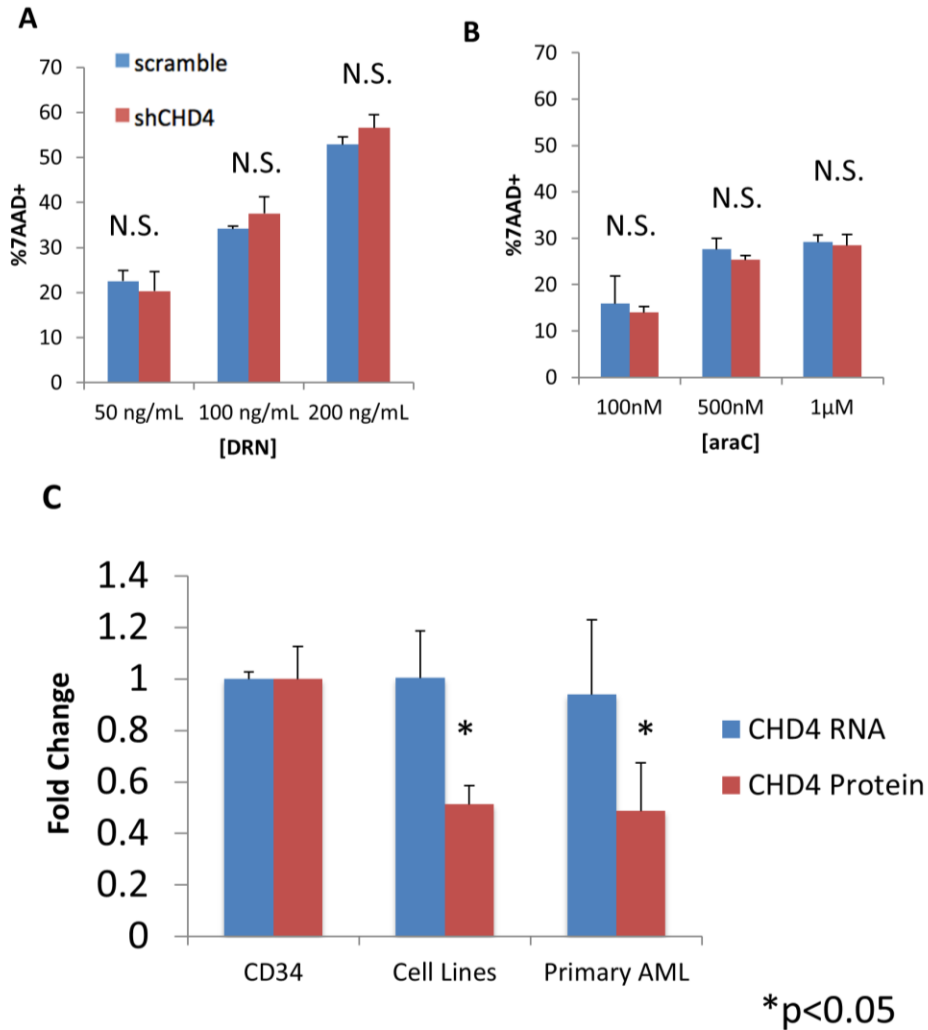 A
scramble
shCHD4
70
60
50
40
30
20
10
0
%7AAD+
N.S.
N.S.
N.S.
50 ng/mL 100 ng/mL 200 ng/mL
[DRN]
B
70
60
50
40
30
20
10
0
%7AAD+
N.S.
N.S.
N.S.
100nM 500nM 1µM
[araC]
C
1.4
1.2
1
0.8
0.6
0.4
0.2
0
Fold Change
* *
CHD4 RNA
CHD4 Protein
CD34 Cell Lines Primary AML
*p<0.05